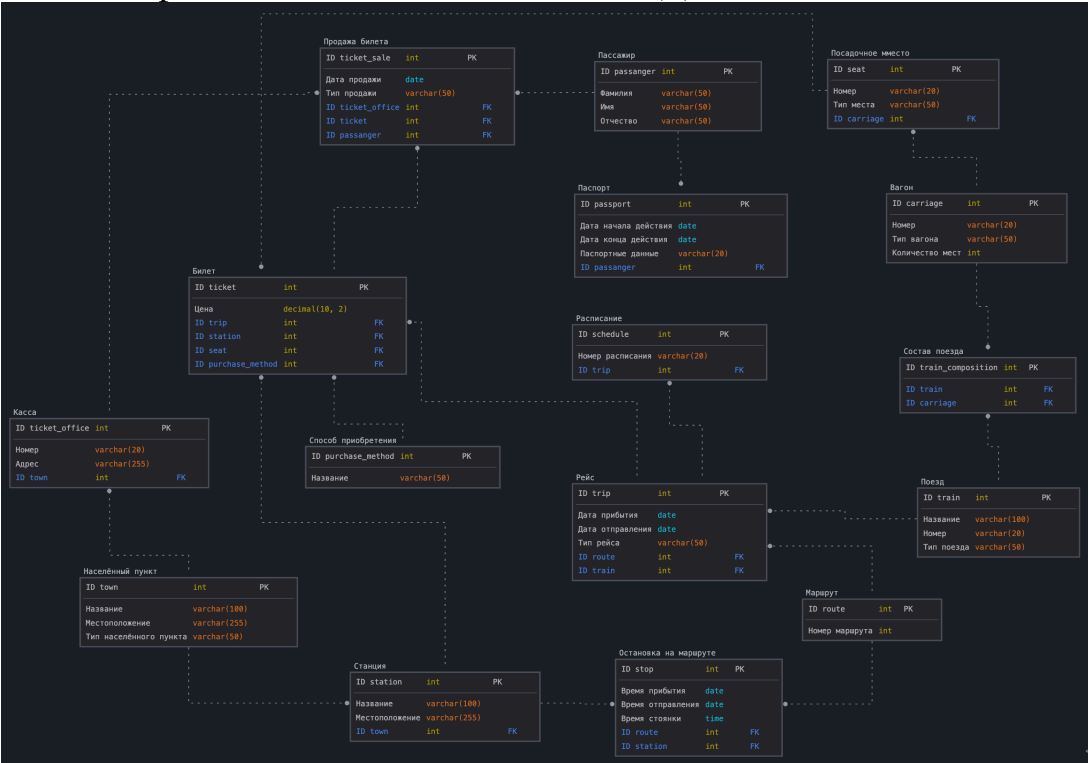 Продажа билета
ID ticket_sale int PK
Дата продажи date
Тип продажи varchar(50)
ID ticket_office int FK
ID ticket int FK
ID passanger int FK
Пассажир
ID passanger int PK
Фамилия varchar(50)
Имя varchar(50)
Отчество varchar(50)
Посадочное мместо
ID seat int PK
Номер varchar(20)
Тип места varchar(50)
ID carriage int FK
Паспорт
ID passport int PK
Дата начала действия date
Дата конца действия date
Паспортные данные varchar(20)
ID passanger int FK
Вагон
ID carriage int PK
Номер varchar(20)
Тип вагона varchar(50)
Количество мест int
Билет
ID ticket int PK
Цена decimal(10, 2)
ID trip int FK
ID station int FK
ID seat int FK
ID purchase_method int FK
Расписание
ID schedule int PK
Номер расписания varchar(20)
ID trip int FK
Состав поезда
ID train_composition int PK
ID train int FK
ID carriage int FK
Касса
ID ticket_office int PK
Номер varchar(20)
Адрес varchar(255)
ID town int FK
Способ приобретения
ID purchase_method int PK
Название varchar(50)
Рейс
ID trip int PK
Дата прибытия date
Дата отправления date
Тип рейса varchar(50)
ID route int FK
ID train int FK
Поезд
ID train int PK
Название varchar(100)
Номер varchar(20)
Тип поезда varchar(50)
Населённый пункт
ID town int PK
Название varchar(100)
Местоположение varchar(255)
Тип населённого пункта varchar(50)
Маршрут
ID route int PK
Номер маршрута int
Станция
ID station int PK
Название varchar(100)
Местоположение varchar(255)
ID town int FK
Остановка на маршруте
ID stop int PK
Время прибытия date
Время отправления date
Время стоянки time
ID route int FK
ID station int FK